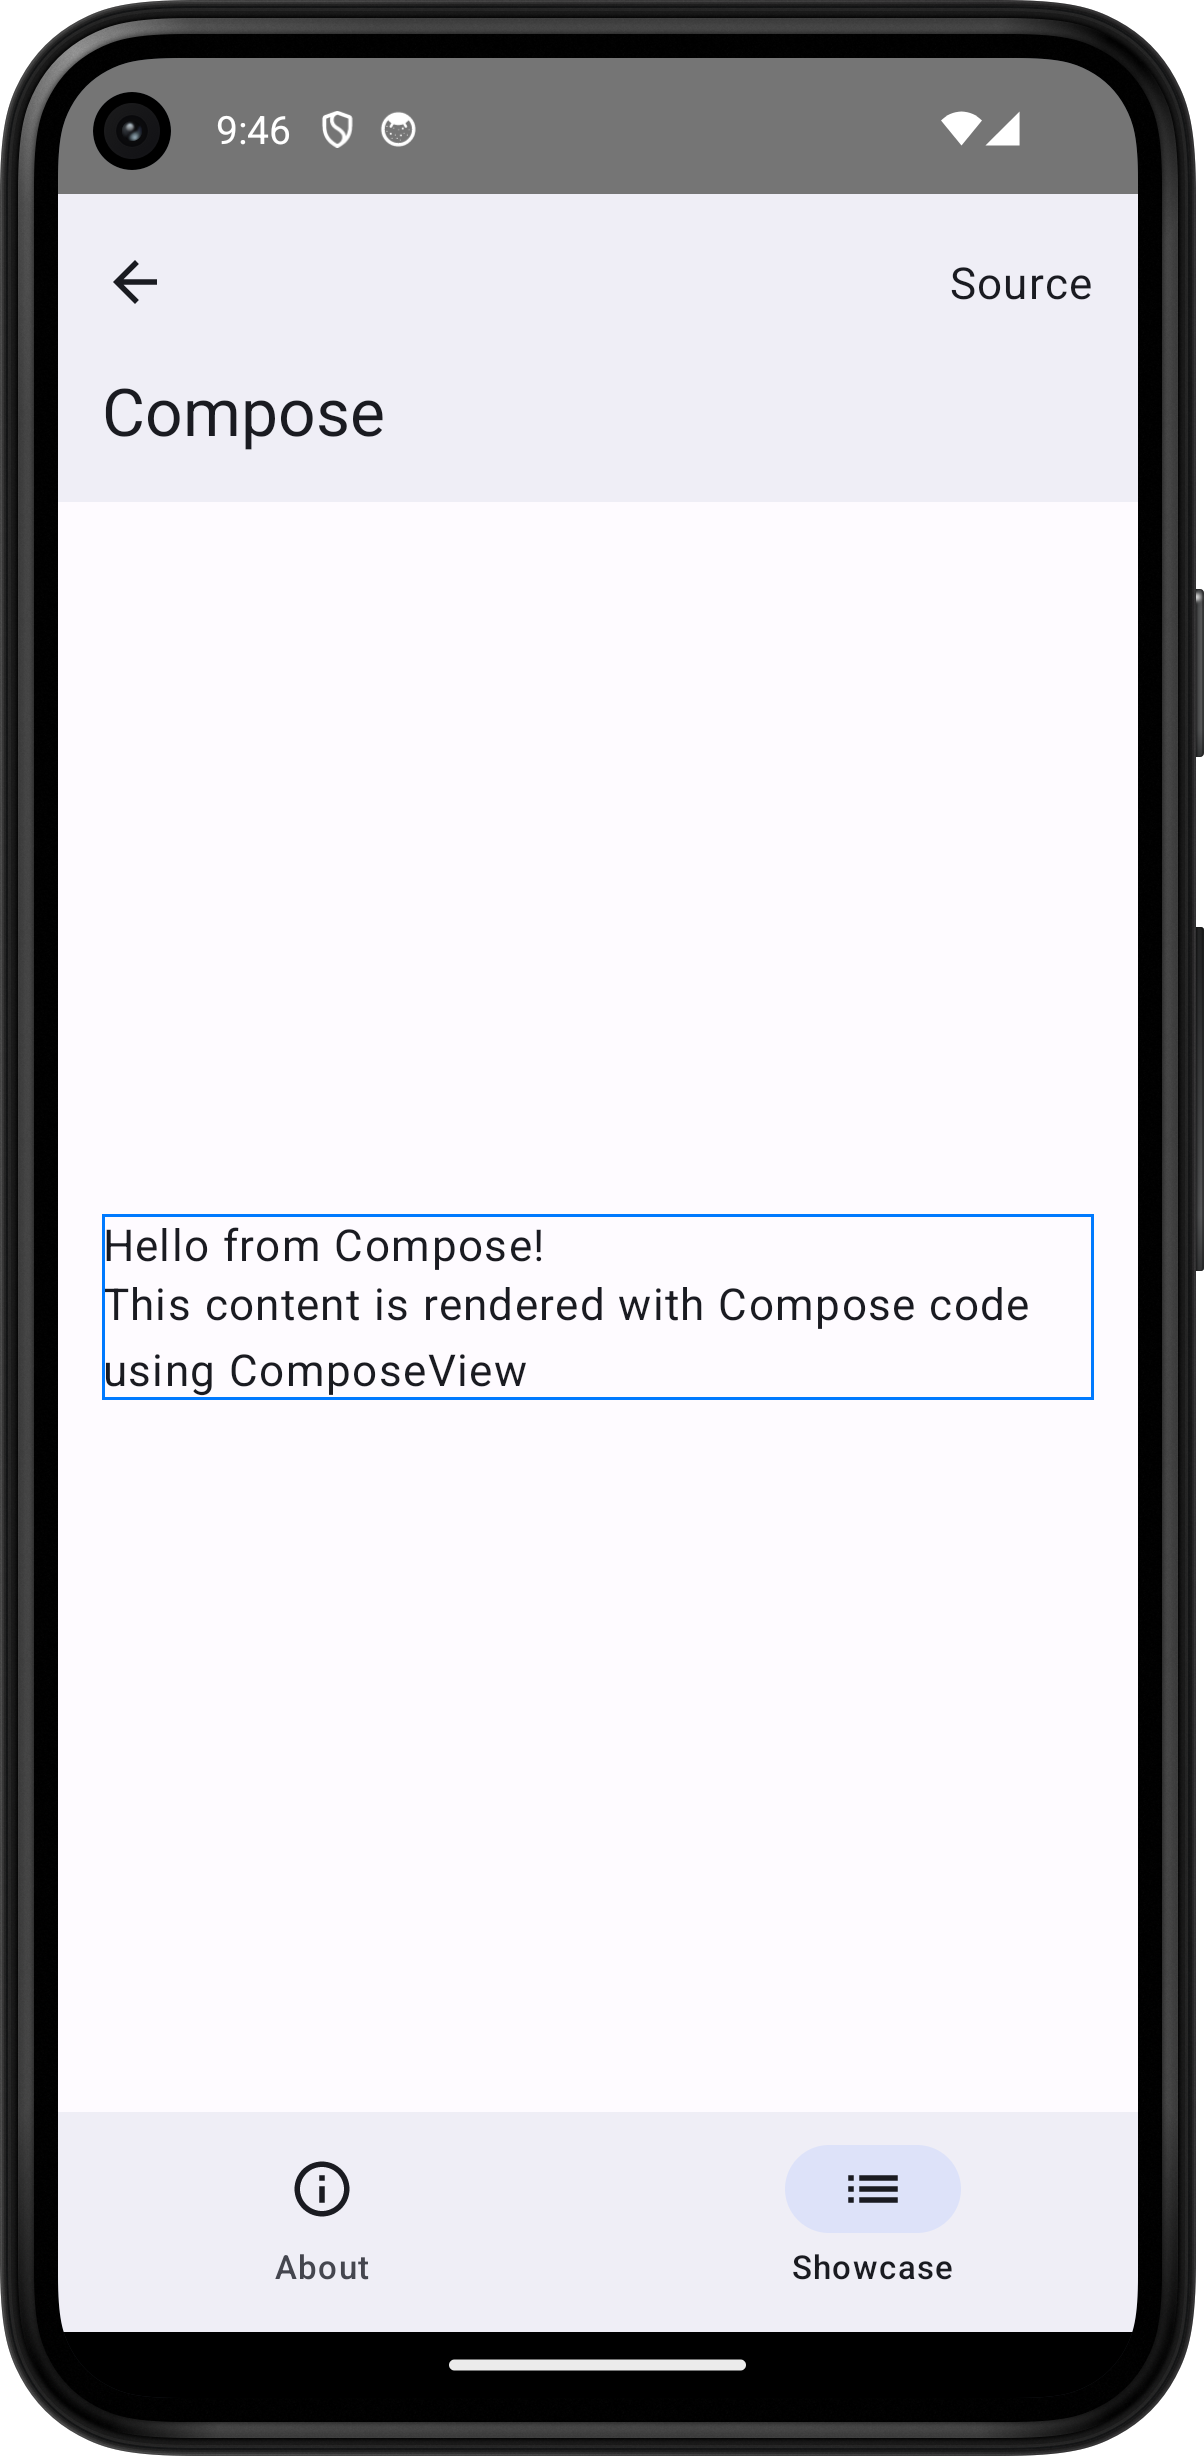 9:46
Source
Compose
Hello from Compose!
This content is rendered with Compose code
using ComposeView
About
Showcase